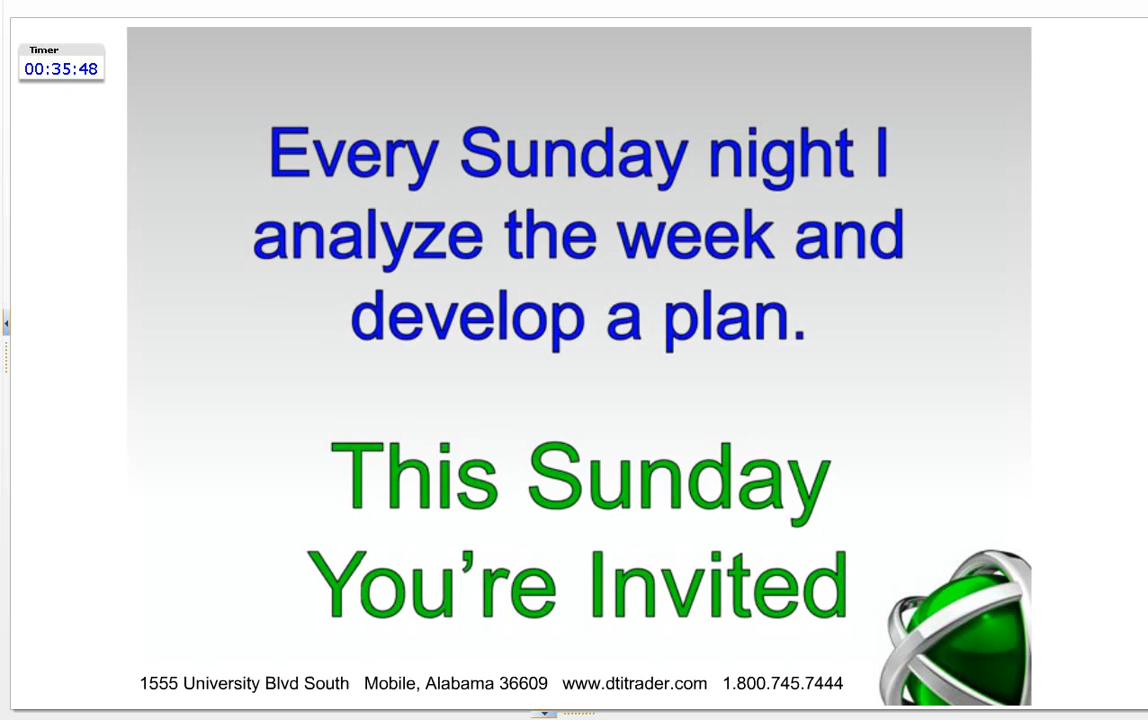 Timer
00:35:48
Every Sunday night I
analyze the week and
develop a plan.
This Sunday
You're Invited
1555 University Blvd South Mobile, Alabama 36609 www.dtitrader.com 1.800.745.7444